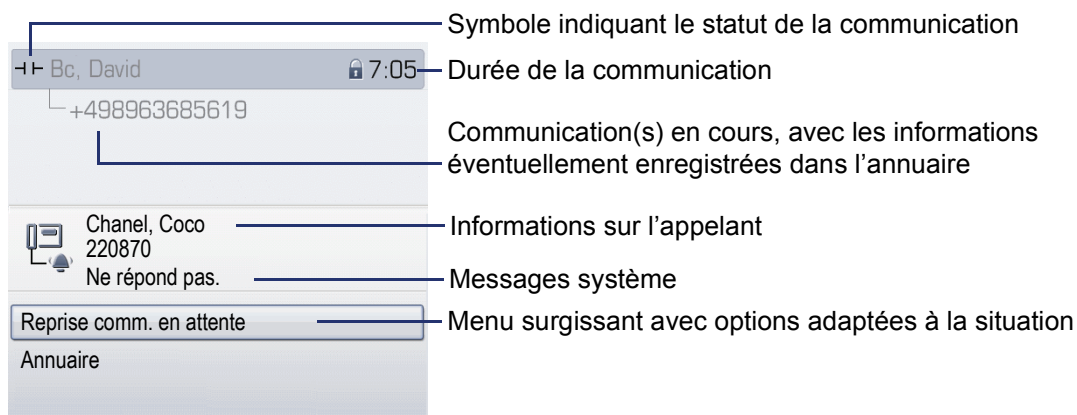 Symbole indiquant le statut de la communication
Bc, David 7:05
Durée de la communication
+498963685619
Communication(s) en cours, avec les informations
éventuellement enregistrées dans l'annuaire
Chanel, Coco
Informations sur l'appelant
220870
Ne répond pas.
Messages système
Reprise comm. en attente
Menu surgissant avec options adaptées à la situation
Annuaire